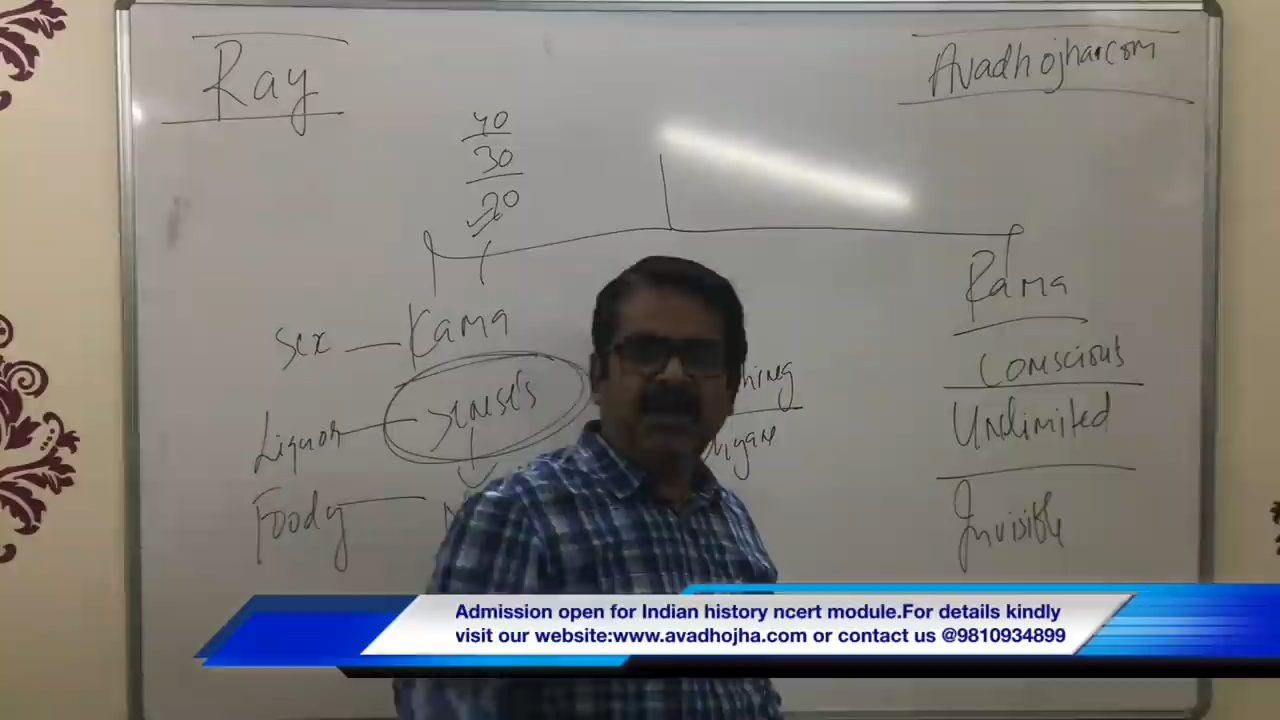 Ray
Avadhojha.com
40
30
20
Kama
Sex
Sense's
Liquor
Foody
Rama
Conscious
Unlimited
Invisible
Admission open for Indian history ncert module.For details kindly
visit our website:www.avadhojha.com or contact us @9810934899